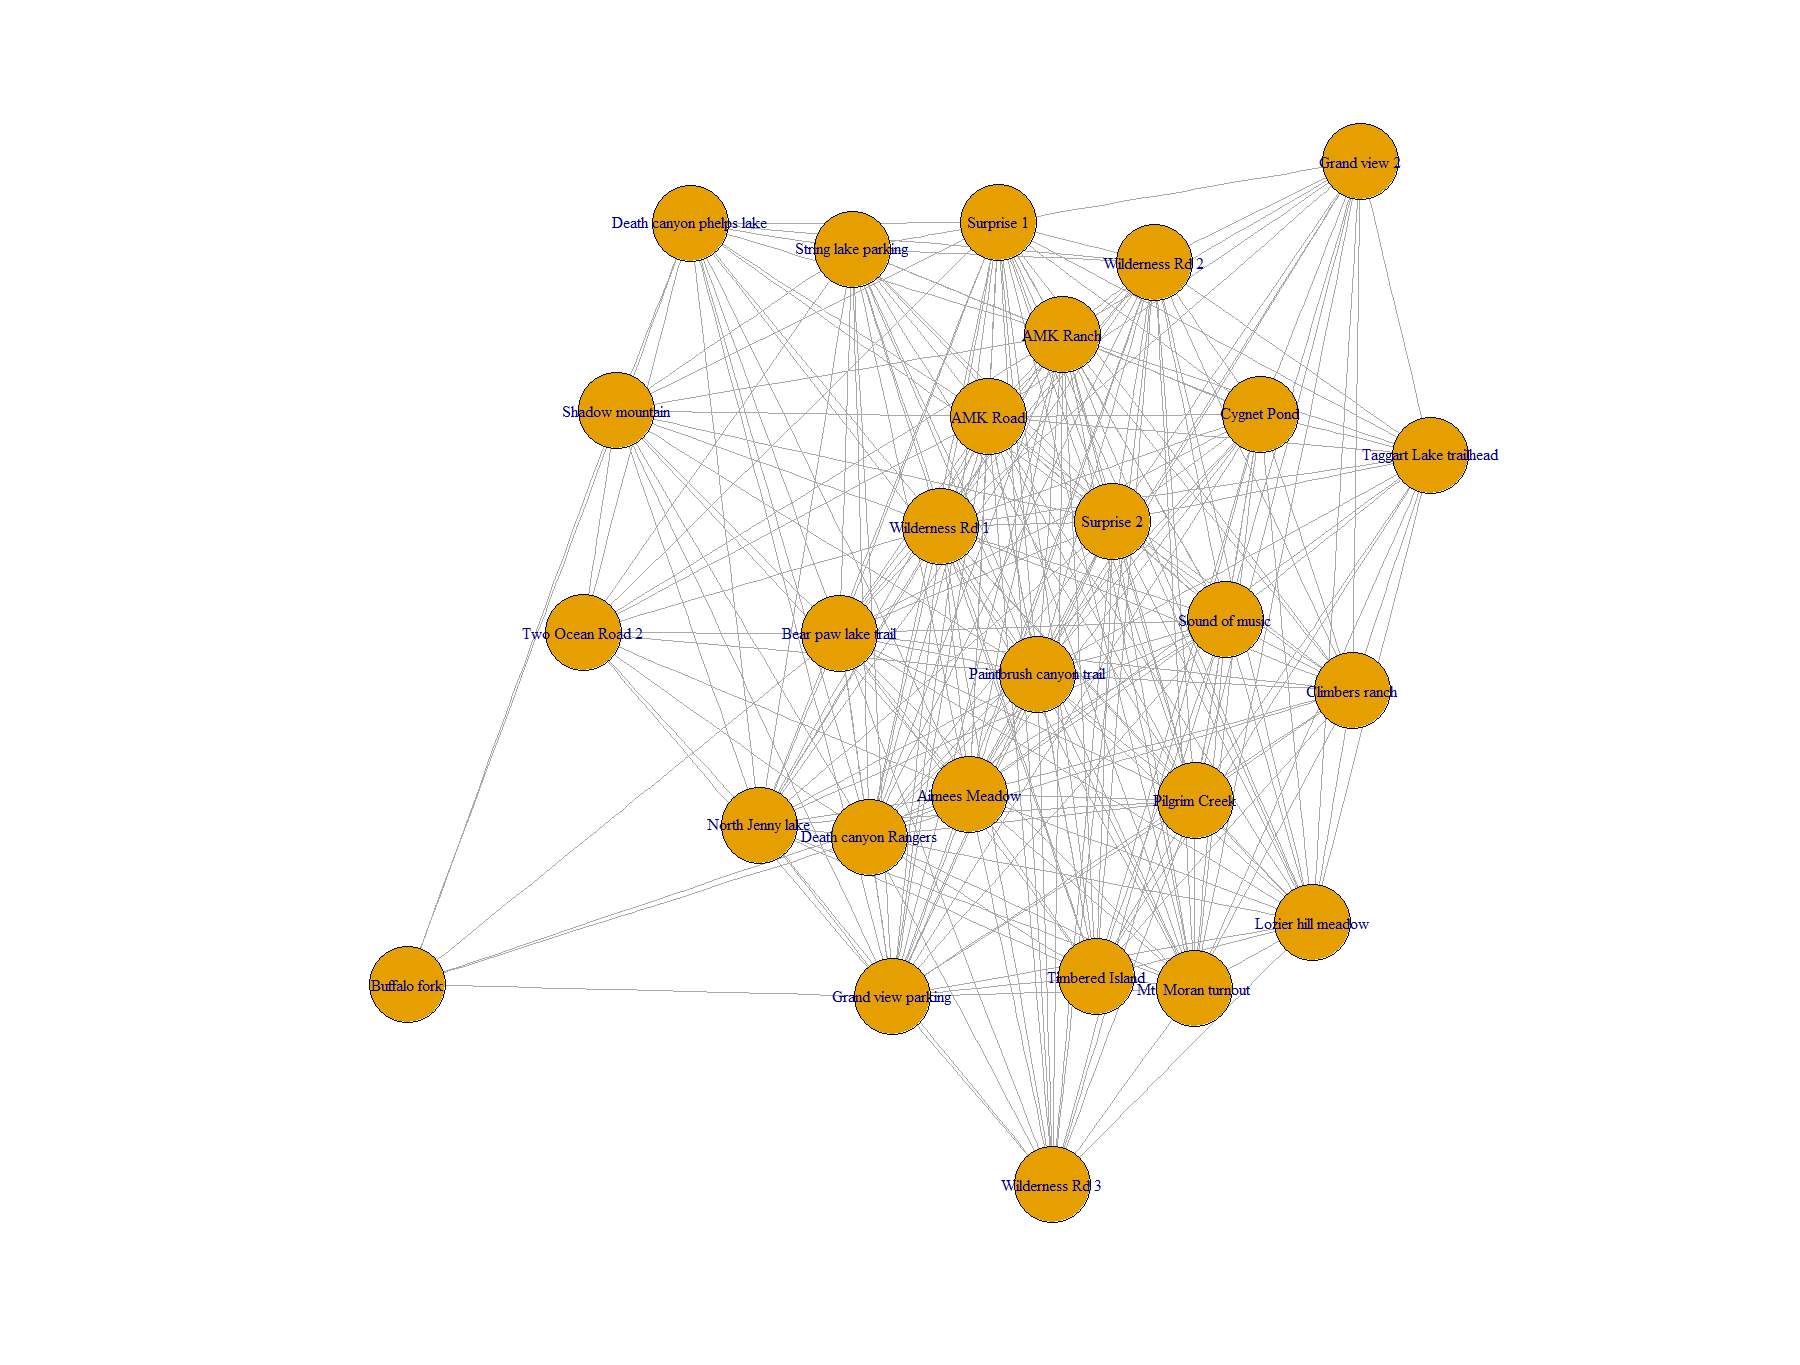 Grand view 2
Death canyon phelps lake
Surprise 1
String lake parking
Wilderness Rd 2
AMK Ranch
Shadow mountain
AMK Road
Cygnet Pond
Taggart Lake trailhead
Wilderness Rd 1
Surprise 2
Sound of music
Two Ocean Road 2
Bear paw lake trail
Paintbrush canyon trail
Climbers ranch
Aimees Meadow
Pilgrim Creek
North Jenny lake
Death canyon Rangers
Lozier hill meadow
Timbered Island
Buffalo fork
Mt. Moran turnout
Grand view parking
Wilderness Rd 3